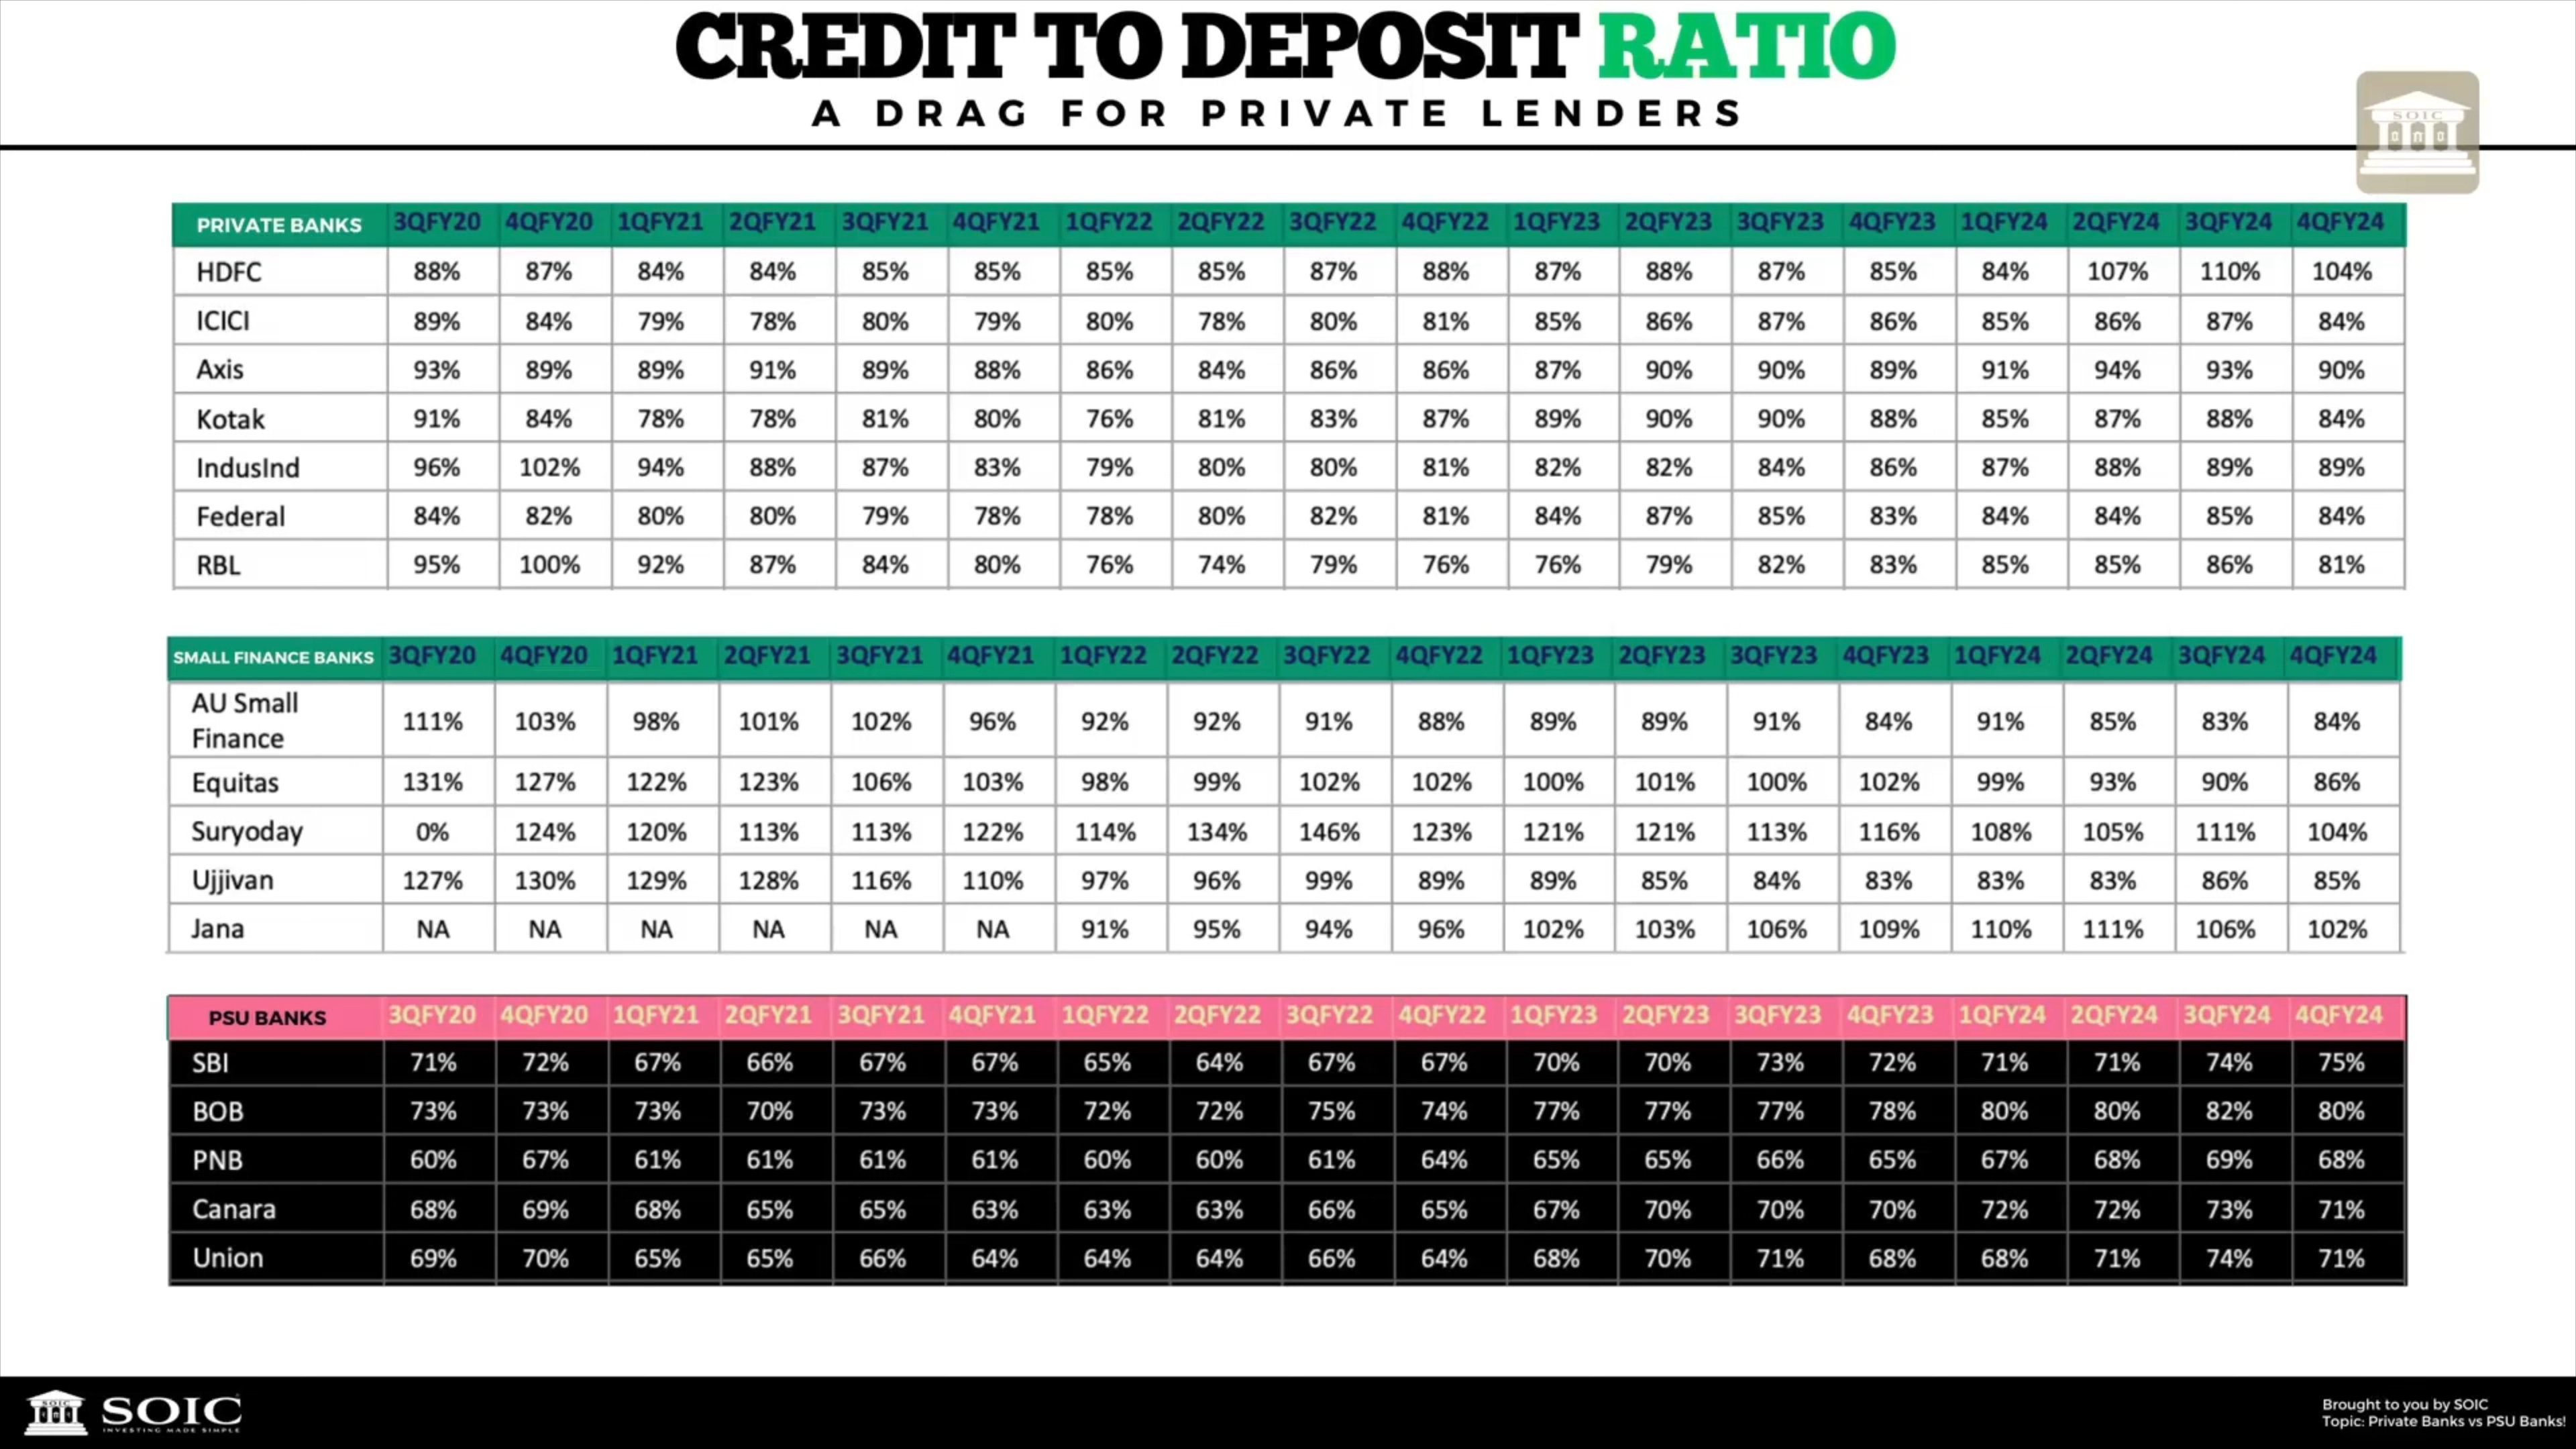 CREDIT TO DEPOSIT RATIO
A DRAG FOR PRIVATE LENDERS
SOIC
PRIVATE BANKS 3QFY20 4QFY20 1QFY21 2QFY21 3QFY21 4QFY21 1QFY22 2QFY22 3QFY22 4QFY22 1QFY23 2QFY23 3QFY23 4QFY23 1QFY24 2QFY24 3QFY24 4QFY24
HDFC 88% 87% 84% 84% 85% 85% 85% 85% 87% 88% 87% 88% 87% 85% 84% 107% 110% 104%
ICICI 89% 84% 79% 78% 80% 79% 80% 78% 80% 81% 85% 86% 87% 86% 85% 86% 87% 84%
Axis 93% 89% 89% 91% 89% 88% 86% 84% 86% 86% 87% 90% 90% 89% 91% 94% 93% 90%
Kotak 91% 84% 78% 78% 81% 80% 76% 81% 83% 87% 89% 90% 90% 88% 85% 87% 88% 84%
IndusInd 96% 102% 94% 88% 87% 83% 79% 80% 80% 81% 82% 82% 84% 86% 87% 88% 89% 89%
Federal 84% 82% 80% 80% 79% 78% 78% 80% 82% 81% 84% 87% 85% 83% 84% 84% 85% 84%
RBL 95% 100% 92% 87% 84% 80% 76% 74% 79% 76% 76% 79% 82% 83% 85% 85% 86% 81%
SMALL FINANCE BANKS 3QFY20 4QFY20 1QFY21 2QFY21 3QFY21 4QFY21 1QFY22 2QFY22 3QFY22 4QFY22 1QFY23 2QFY23 3QFY23 4QFY23 1QFY24 2QFY24 3QFY24 4QFY24
AU Small
Finance 111% 103% 98% 101% 102% 96% 92% 92% 91% 88% 89% 89% 91% 84% 91% 85% 83% 84%
Equitas 131% 127% 122% 123% 106% 103% 98% 99% 102% 102% 100% 101% 100% 102% 99% 93% 90% 86%
Suryoday 0% 124% 120% 113% 113% 122% 114% 134% 146% 123% 121% 121% 113% 116% 108% 105% 111% 104%
Ujjivan 127% 130% 129% 128% 116% 110% 97% 96% 99% 89% 89% 85% 84% 83% 83% 83% 86% 85%
Jana NA NA NA NA NA NA 91% 95% 94% 96% 102% 103% 106% 109% 110% 111% 106% 102%
PSU BANKS 3QFY20 4QFY20 1QFY21 2QFY21 3QFY21 4QFY21 1QFY22 2QFY22 3QFY22 4QFY22 1QFY23 2QFY23 3QFY23 4QFY23 1QFY24 2QFY24 3QFY24 4QFY24
SBI 71% 72% 67% 66% 67% 67% 65% 64% 67% 67% 70% 70% 73% 72% 71% 71% 74% 75%
BOB 73% 73% 73% 70% 73% 73% 72% 72% 75% 74% 77% 77% 77% 78% 80% 80% 82% 80%
PNB 60% 67% 61% 61% 61% 61% 60% 60% 61% 64% 65% 65% 66% 65% 67% 68% 69% 68%
Canara 68% 69% 68% 65% 65% 63% 63% 63% 66% 65% 67% 70% 70% 70% 72% 72% 73% 71%
Union 69% 70% 65% 65% 66% 64% 64% 64% 66% 64% 68% 70% 71% 68% 68% 71% 74% 71%
SOIC
SOIC
INVESTING MADE SIMPLE
Brought to you by SOIC
Topic: Private Banks vs PSU Banks!